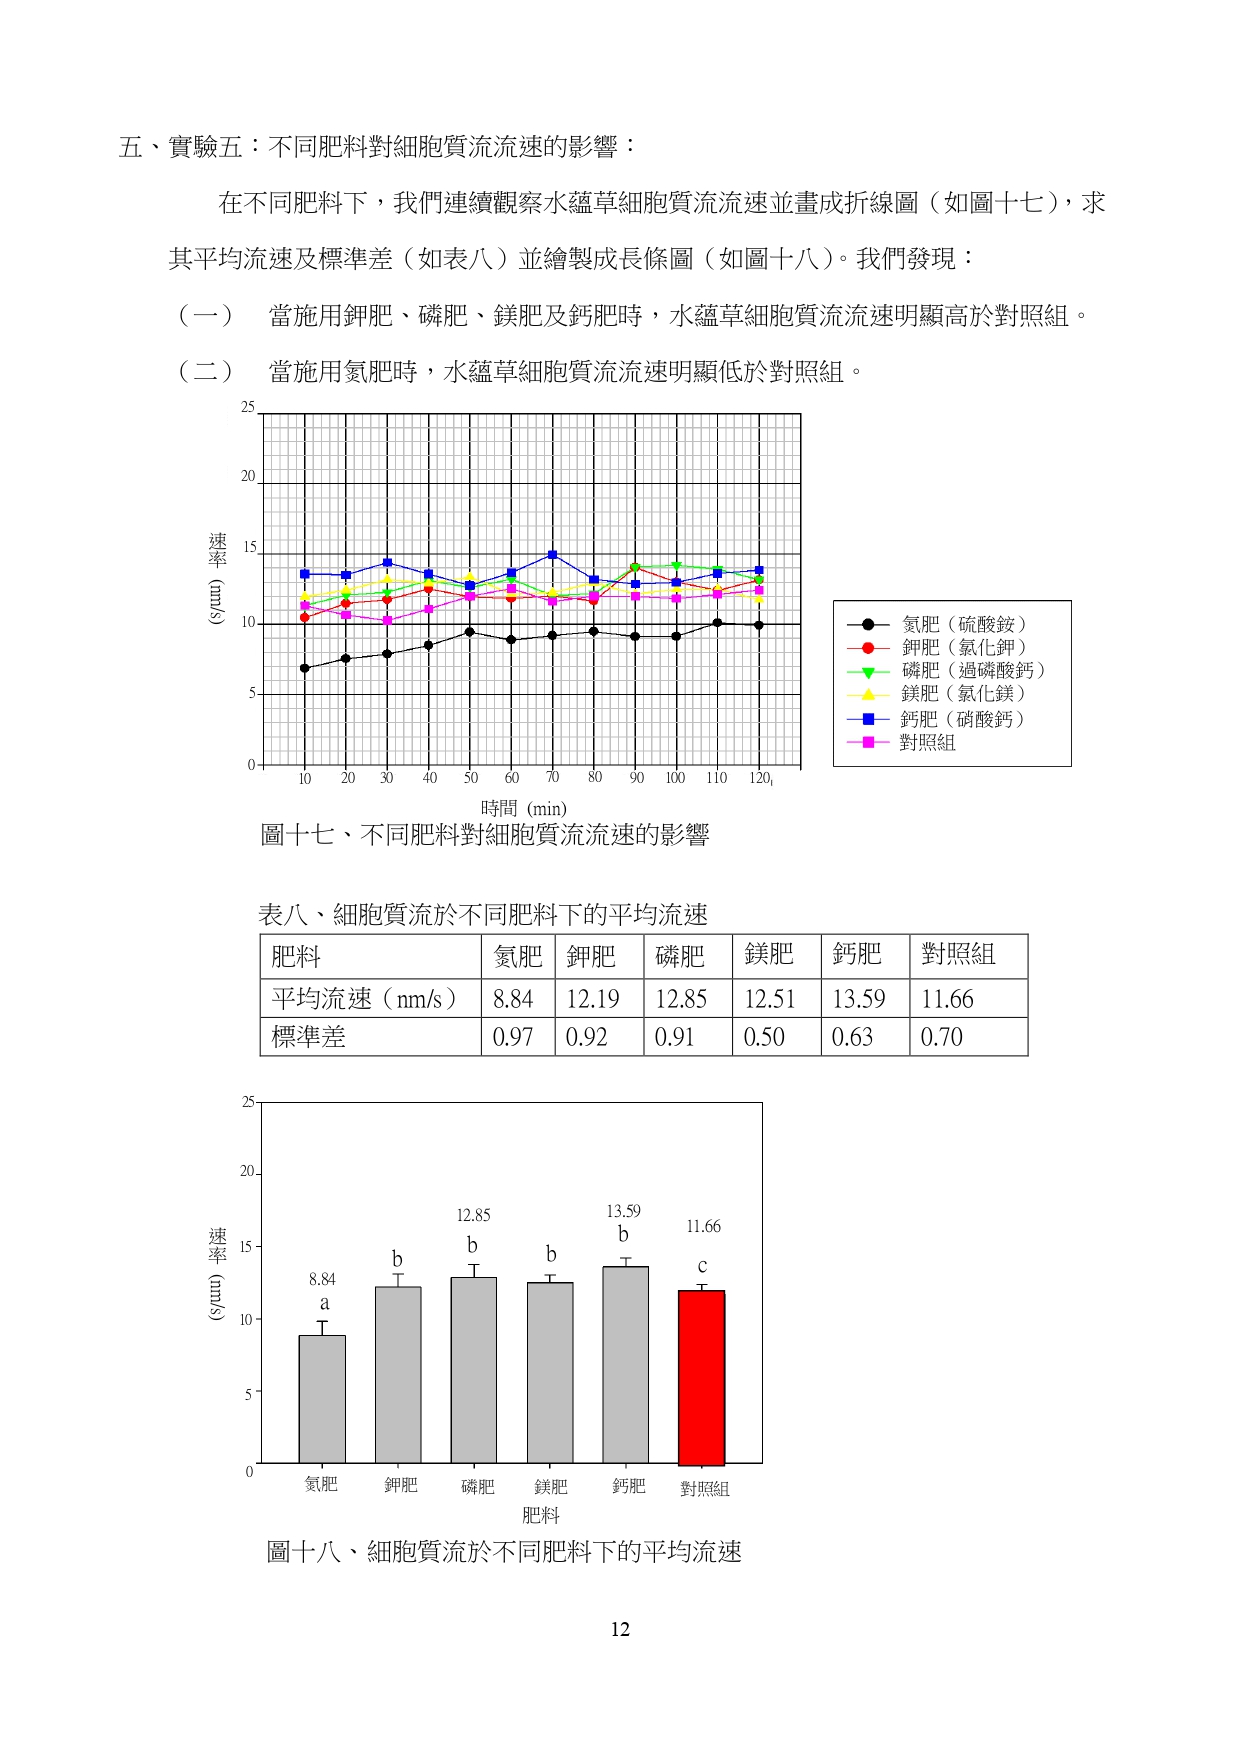 五、實驗五：不同肥料對細胞質流流速的影響：
在不同肥料下，我們連續觀察水蘊草細胞質流流速並畫成折線圖（如圖十七），求
其平均流速及標準差（如表八）並繪製成長條圖（如圖十八）。我們發現：
（一） 當施用鉀肥、磷肥、鎂肥及鈣肥時，水蘊草細胞質流流速明顯高於對照組。
（二） 當施用氮肥時，水蘊草細胞質流流速明顯低於對照組。
25
20
15
10
5
0
速率 (nm/s)
10 20 30 40 50 60 70 80 90 100 110 120
時間 (min)
氮肥（硫酸銨）
鉀肥（氯化鉀）
磷肥（過磷酸鈣）
鎂肥（氯化鎂）
鈣肥（硝酸鈣）
對照組
圖十七、不同肥料對細胞質流流速的影響
表八、細胞質流於不同肥料下的平均流速
肥料 氮肥 鉀肥 磷肥 鎂肥 鈣肥 對照組
平均流速（nm/s） 8.84 12.19 12.85 12.51 13.59 11.66
標準差 0.97 0.92 0.91 0.50 0.63 0.70
25
20
15
10
5
0
速率 (nm/s)
8.84
a
b
12.85
b
b
13.59
b
11.66
c
氮肥 鉀肥 磷肥 鎂肥 鈣肥 對照組
肥料
圖十八、細胞質流於不同肥料下的平均流速
12